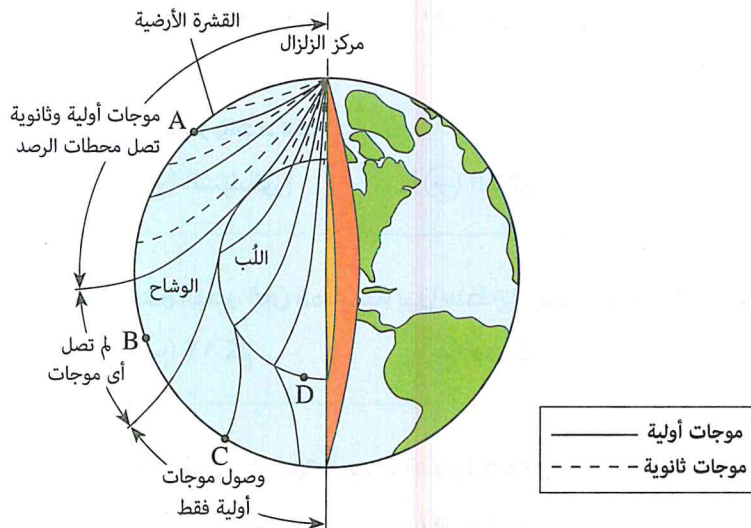 القشرة الأرضية
مركز الزلزال
موجات أولية وثانوية
تصل محطات الرصد
A
اللُب
الوشاح
B
لم تصل
أى موجات
D
C
وصول موجات
أولية فقط
موجات أولية
موجات ثانوية